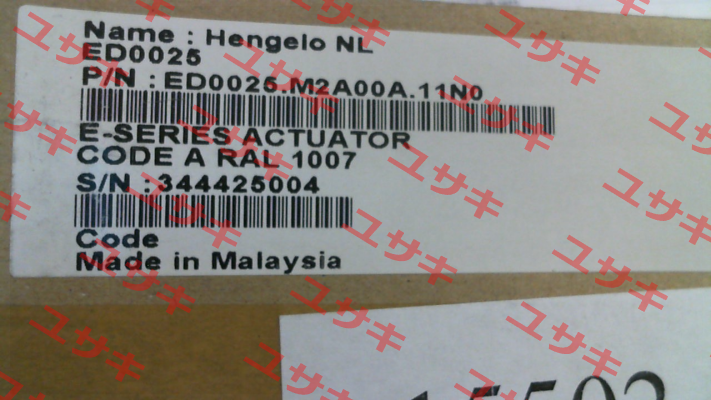 Name : Hengelo NL
ED0025
P/N : ED0025.M2A00A.11N0
E-SERIES ACTUATOR
CODE A RAL 1007
S/N : 344425004
Code
Made in Malaysia
ユサキ